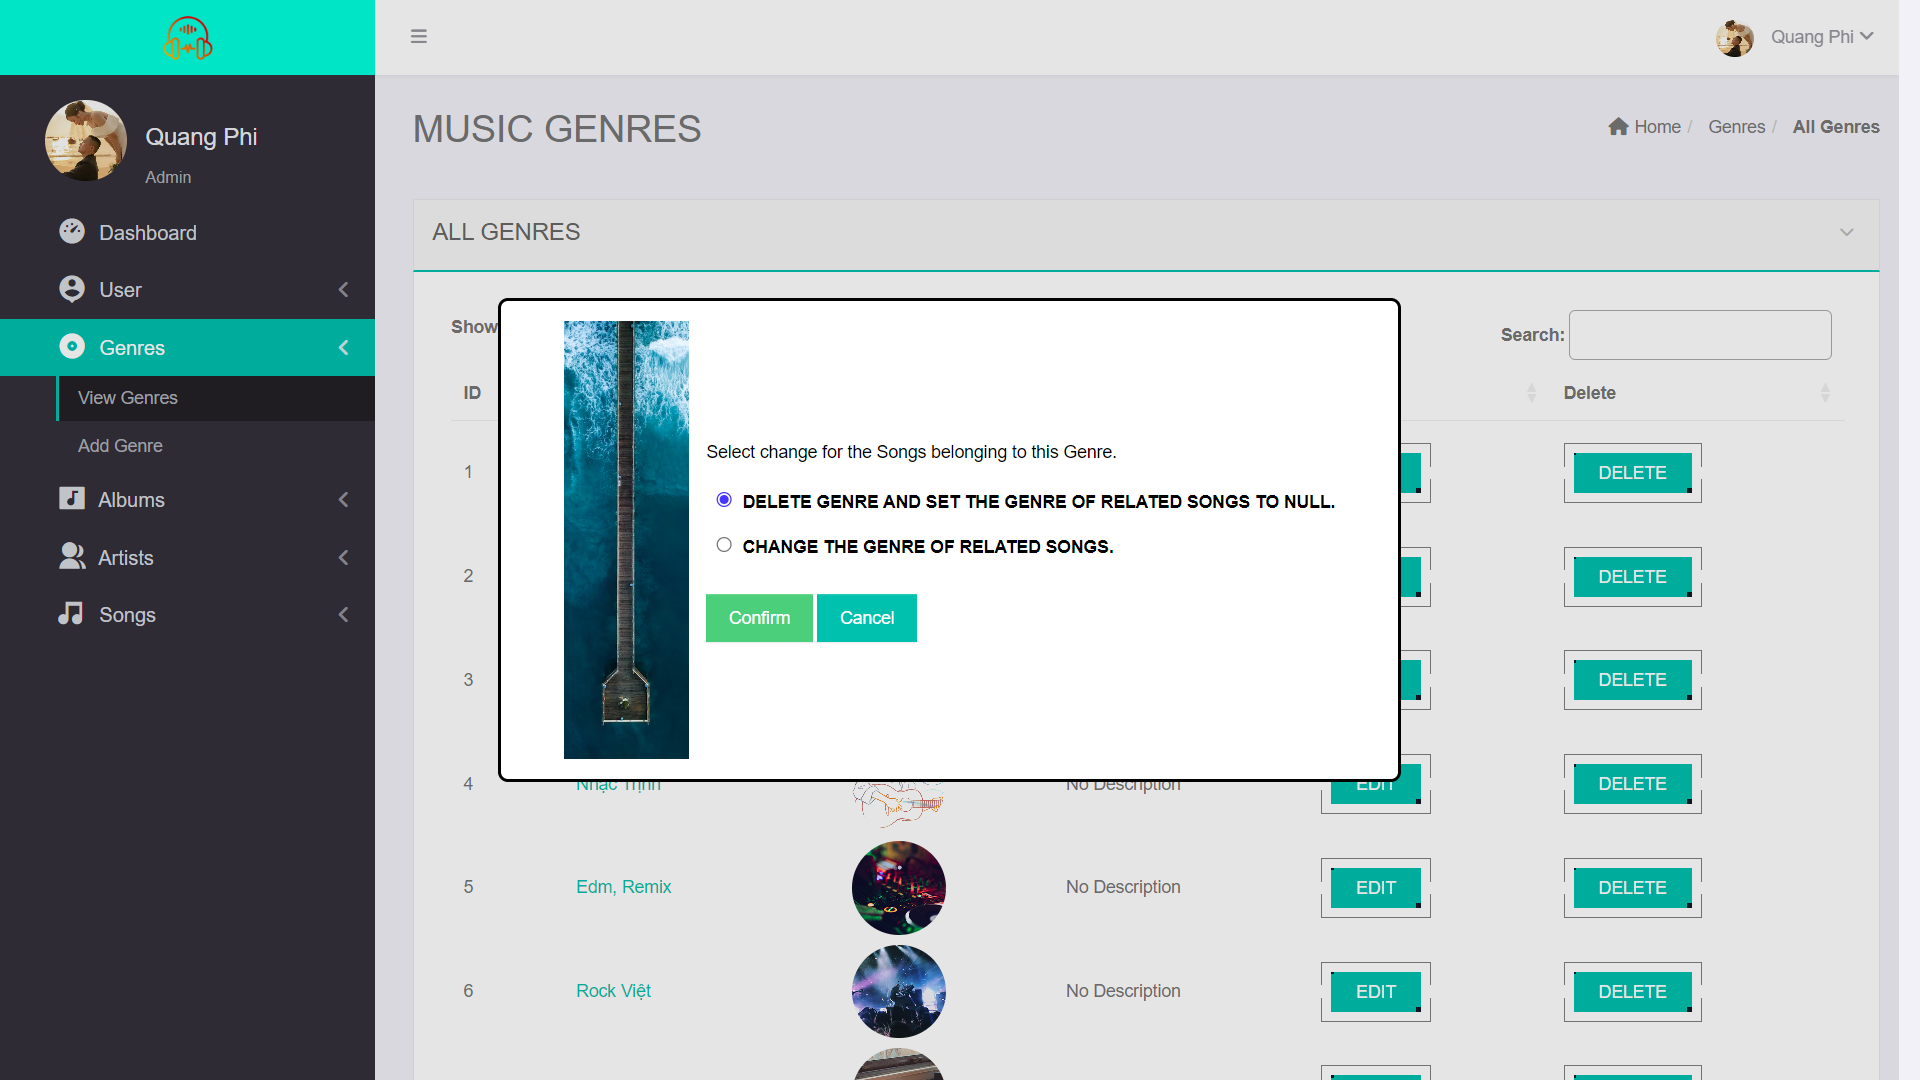 Quang Phi
Quang Phi
Admin
Dashboard
User
Genres
View Genres
Add Genre
Albums
Artists
Songs
MUSIC GENRES
Home / Genres / All Genres
ALL GENRES
Show
Search:
ID
Delete
Select change for the Songs belonging to this Genre.
DELETE GENRE AND SET THE GENRE OF RELATED SONGS TO NULL.
CHANGE THE GENRE OF RELATED SONGS.
Confirm Cancel
1 DELETE
2 DELETE
3 DELETE
4 Nhạc Trịnh No Description EDIT DELETE
5 Edm, Remix No Description EDIT DELETE
6 Rock Việt No Description EDIT DELETE